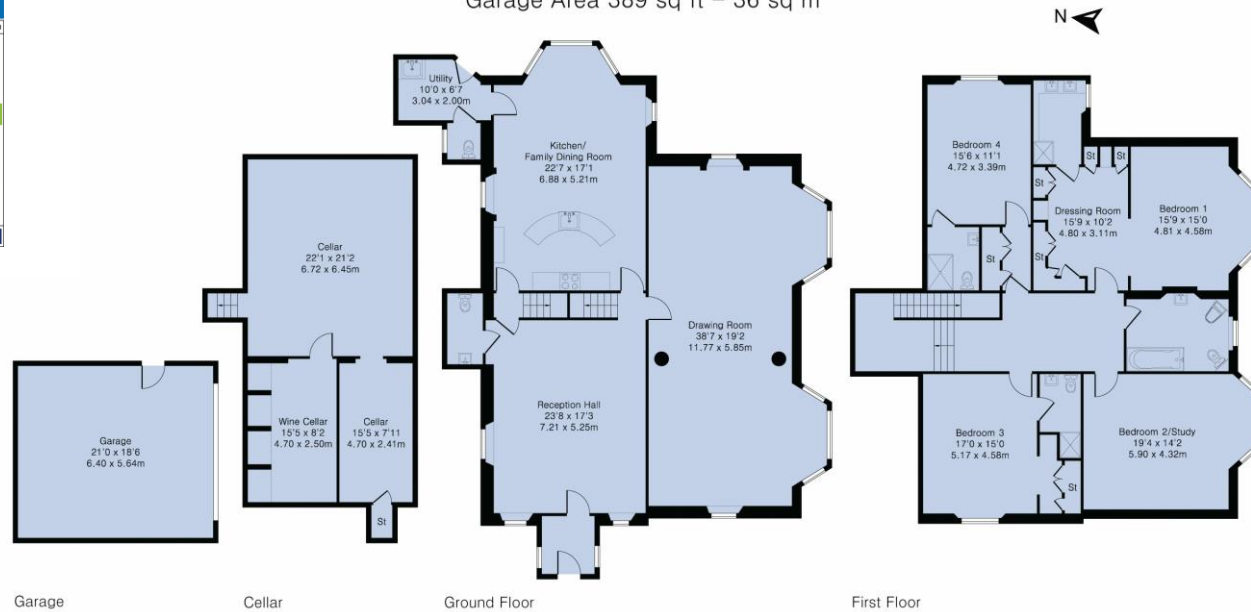 Garage Area 389 sq ft – 36 sq m
N
Utility
10'0 x 6'7
3.04 x 2.00m
Kitchen/
Family Dining Room
22'7 x 17'1
6.88 x 5.21m
Cellar
22'1 x 21'2
6.72 x 6.45m
Drawing Room
38'7 x 19'2
11.77 x 5.85m
Reception Hall
23'8 x 17'3
7.21 x 5.25m
Garage
21'0 x 18'6
6.40 x 5.64m
Wine Cellar
15'5 x 8'2
4.70 x 2.50m
Cellar
15'5 x 7'11
4.70 x 2.41m
St
Bedroom 4
15'6 x 11'1
4.72 x 3.39m
St
St
St
Dressing Room
15'9 x 10'2
4.80 x 3.11m
Bedroom 1
15'9 x 15'0
4.81 x 4.58m
St
St
Bedroom 3
17'0 x 15'0
5.17 x 4.58m
St
Bedroom 2/Study
19'4 x 14'2
5.90 x 4.32m
Garage
Cellar
Ground Floor
First Floor